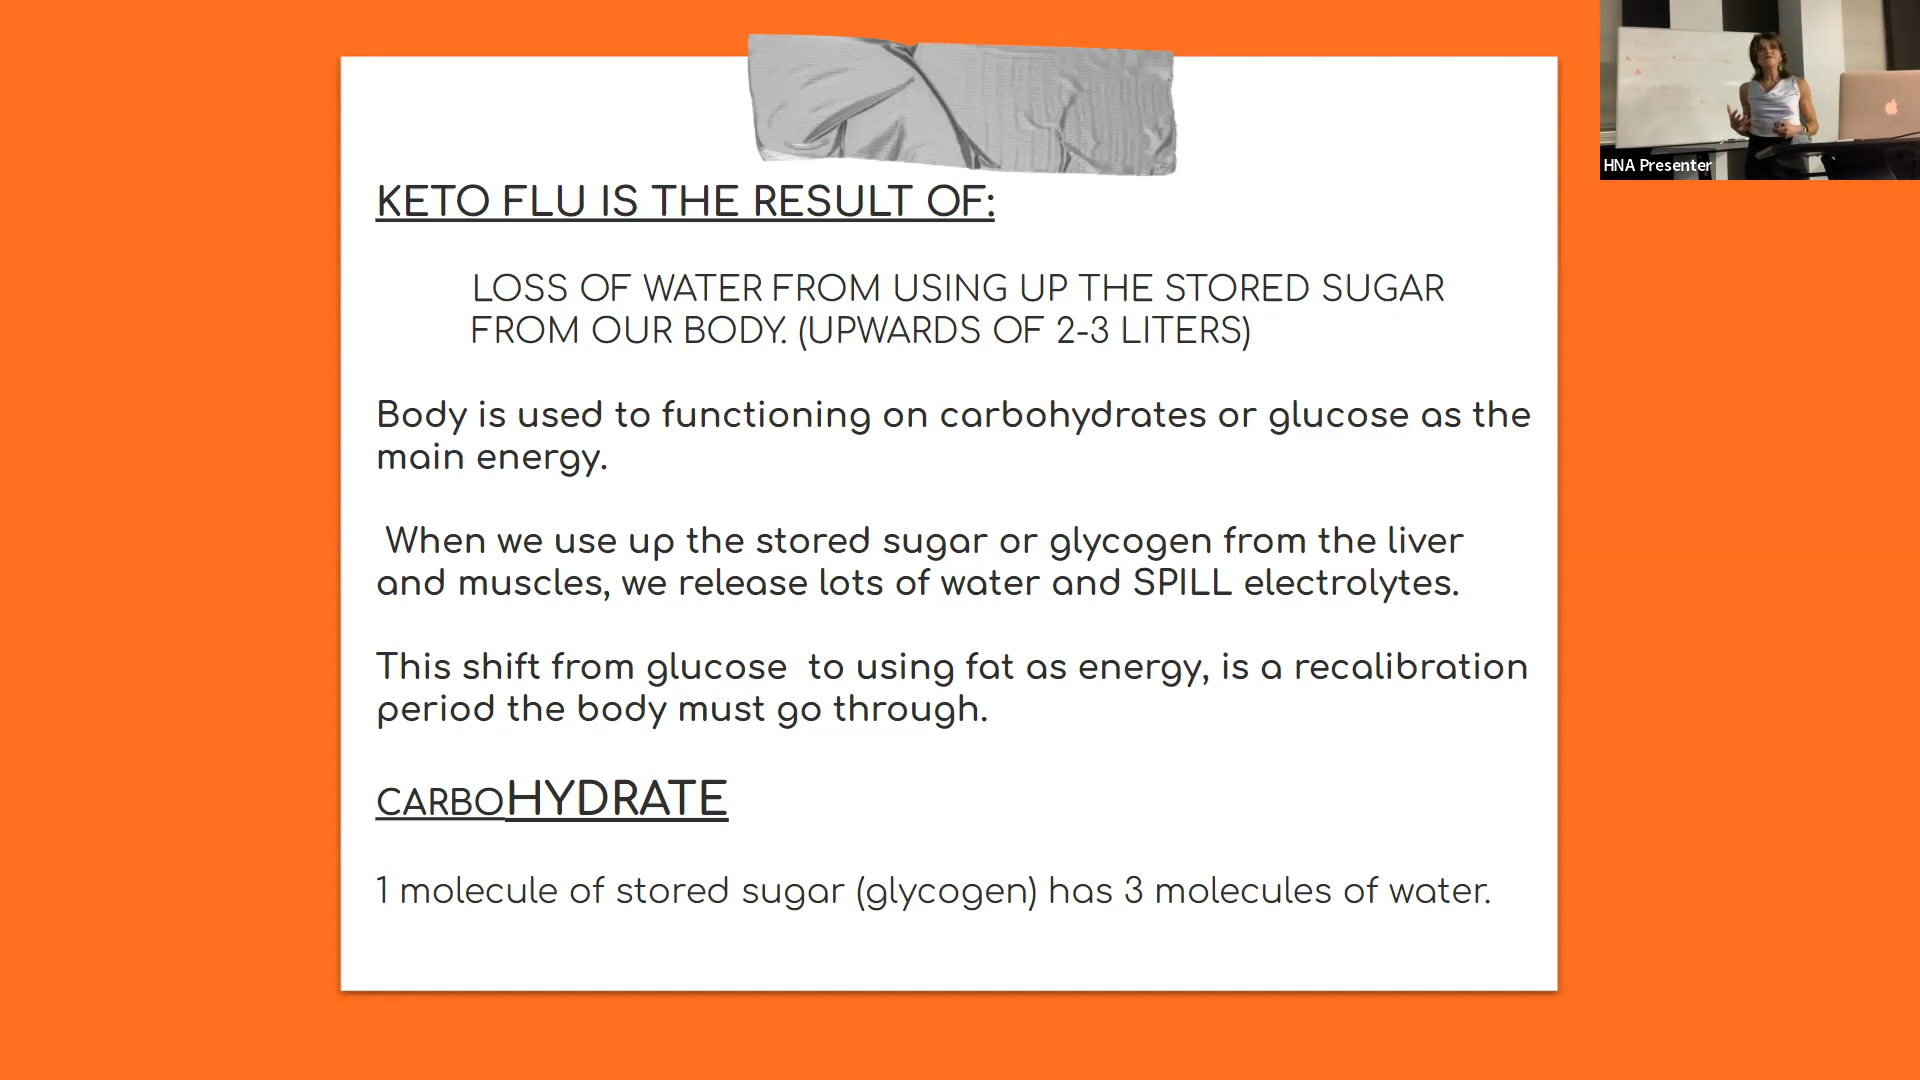 KETO FLU IS THE RESULT OF:
LOSS OF WATER FROM USING UP THE STORED SUGAR
FROM OUR BODY. (UPWARDS OF 2-3 LITERS)
Body is used to functioning on carbohydrates or glucose as the
main energy.
When we use up the stored sugar or glycogen from the liver
and muscles, we release lots of water and SPILL electrolytes.
This shift from glucose  to using fat as energy, is a recalibration
period the body must go through.
CARBOHYDRATE
1 molecule of stored sugar (glycogen) has 3 molecules of water.
HNA Presenter